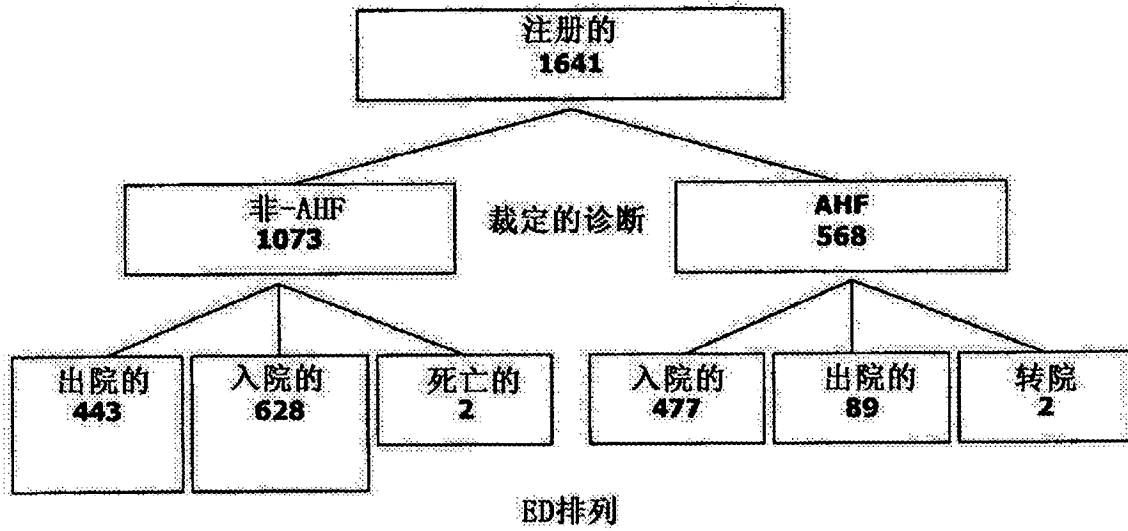 注册的
1641
非-AHF
1073
裁定的诊断
AHF
568
出院的
443
入院的
628
死亡的
2
入院的
477
出院的
89
转院
2
ED排列